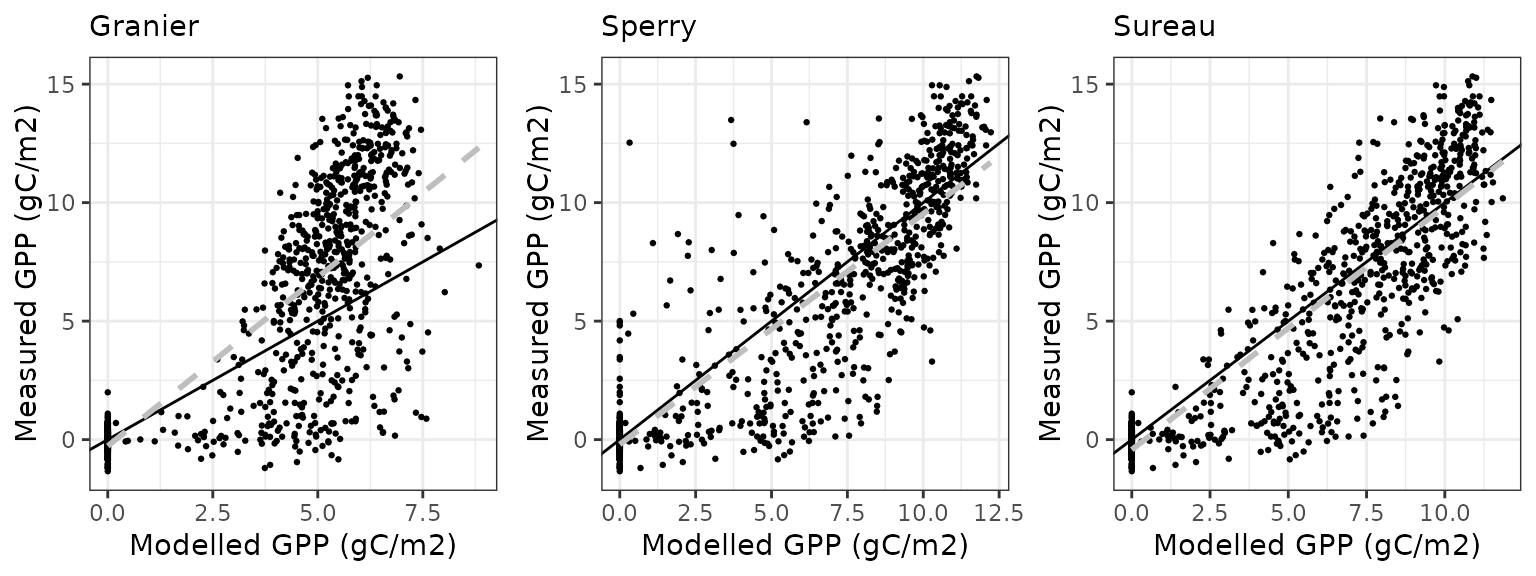 Granier
Measured GPP (gC/m2)
15
10
5
0
0.0 2.5 5.0 7.5
Modelled GPP (gC/m2)
Sperry
Measured GPP (gC/m2)
15
10
5
0
0.0 2.5 5.0 7.5 10.0 12.5
Modelled GPP (gC/m2)
Sureau
Measured GPP (gC/m2)
15
10
5
0
0.0 2.5 5.0 7.5 10.0
Modelled GPP (gC/m2)